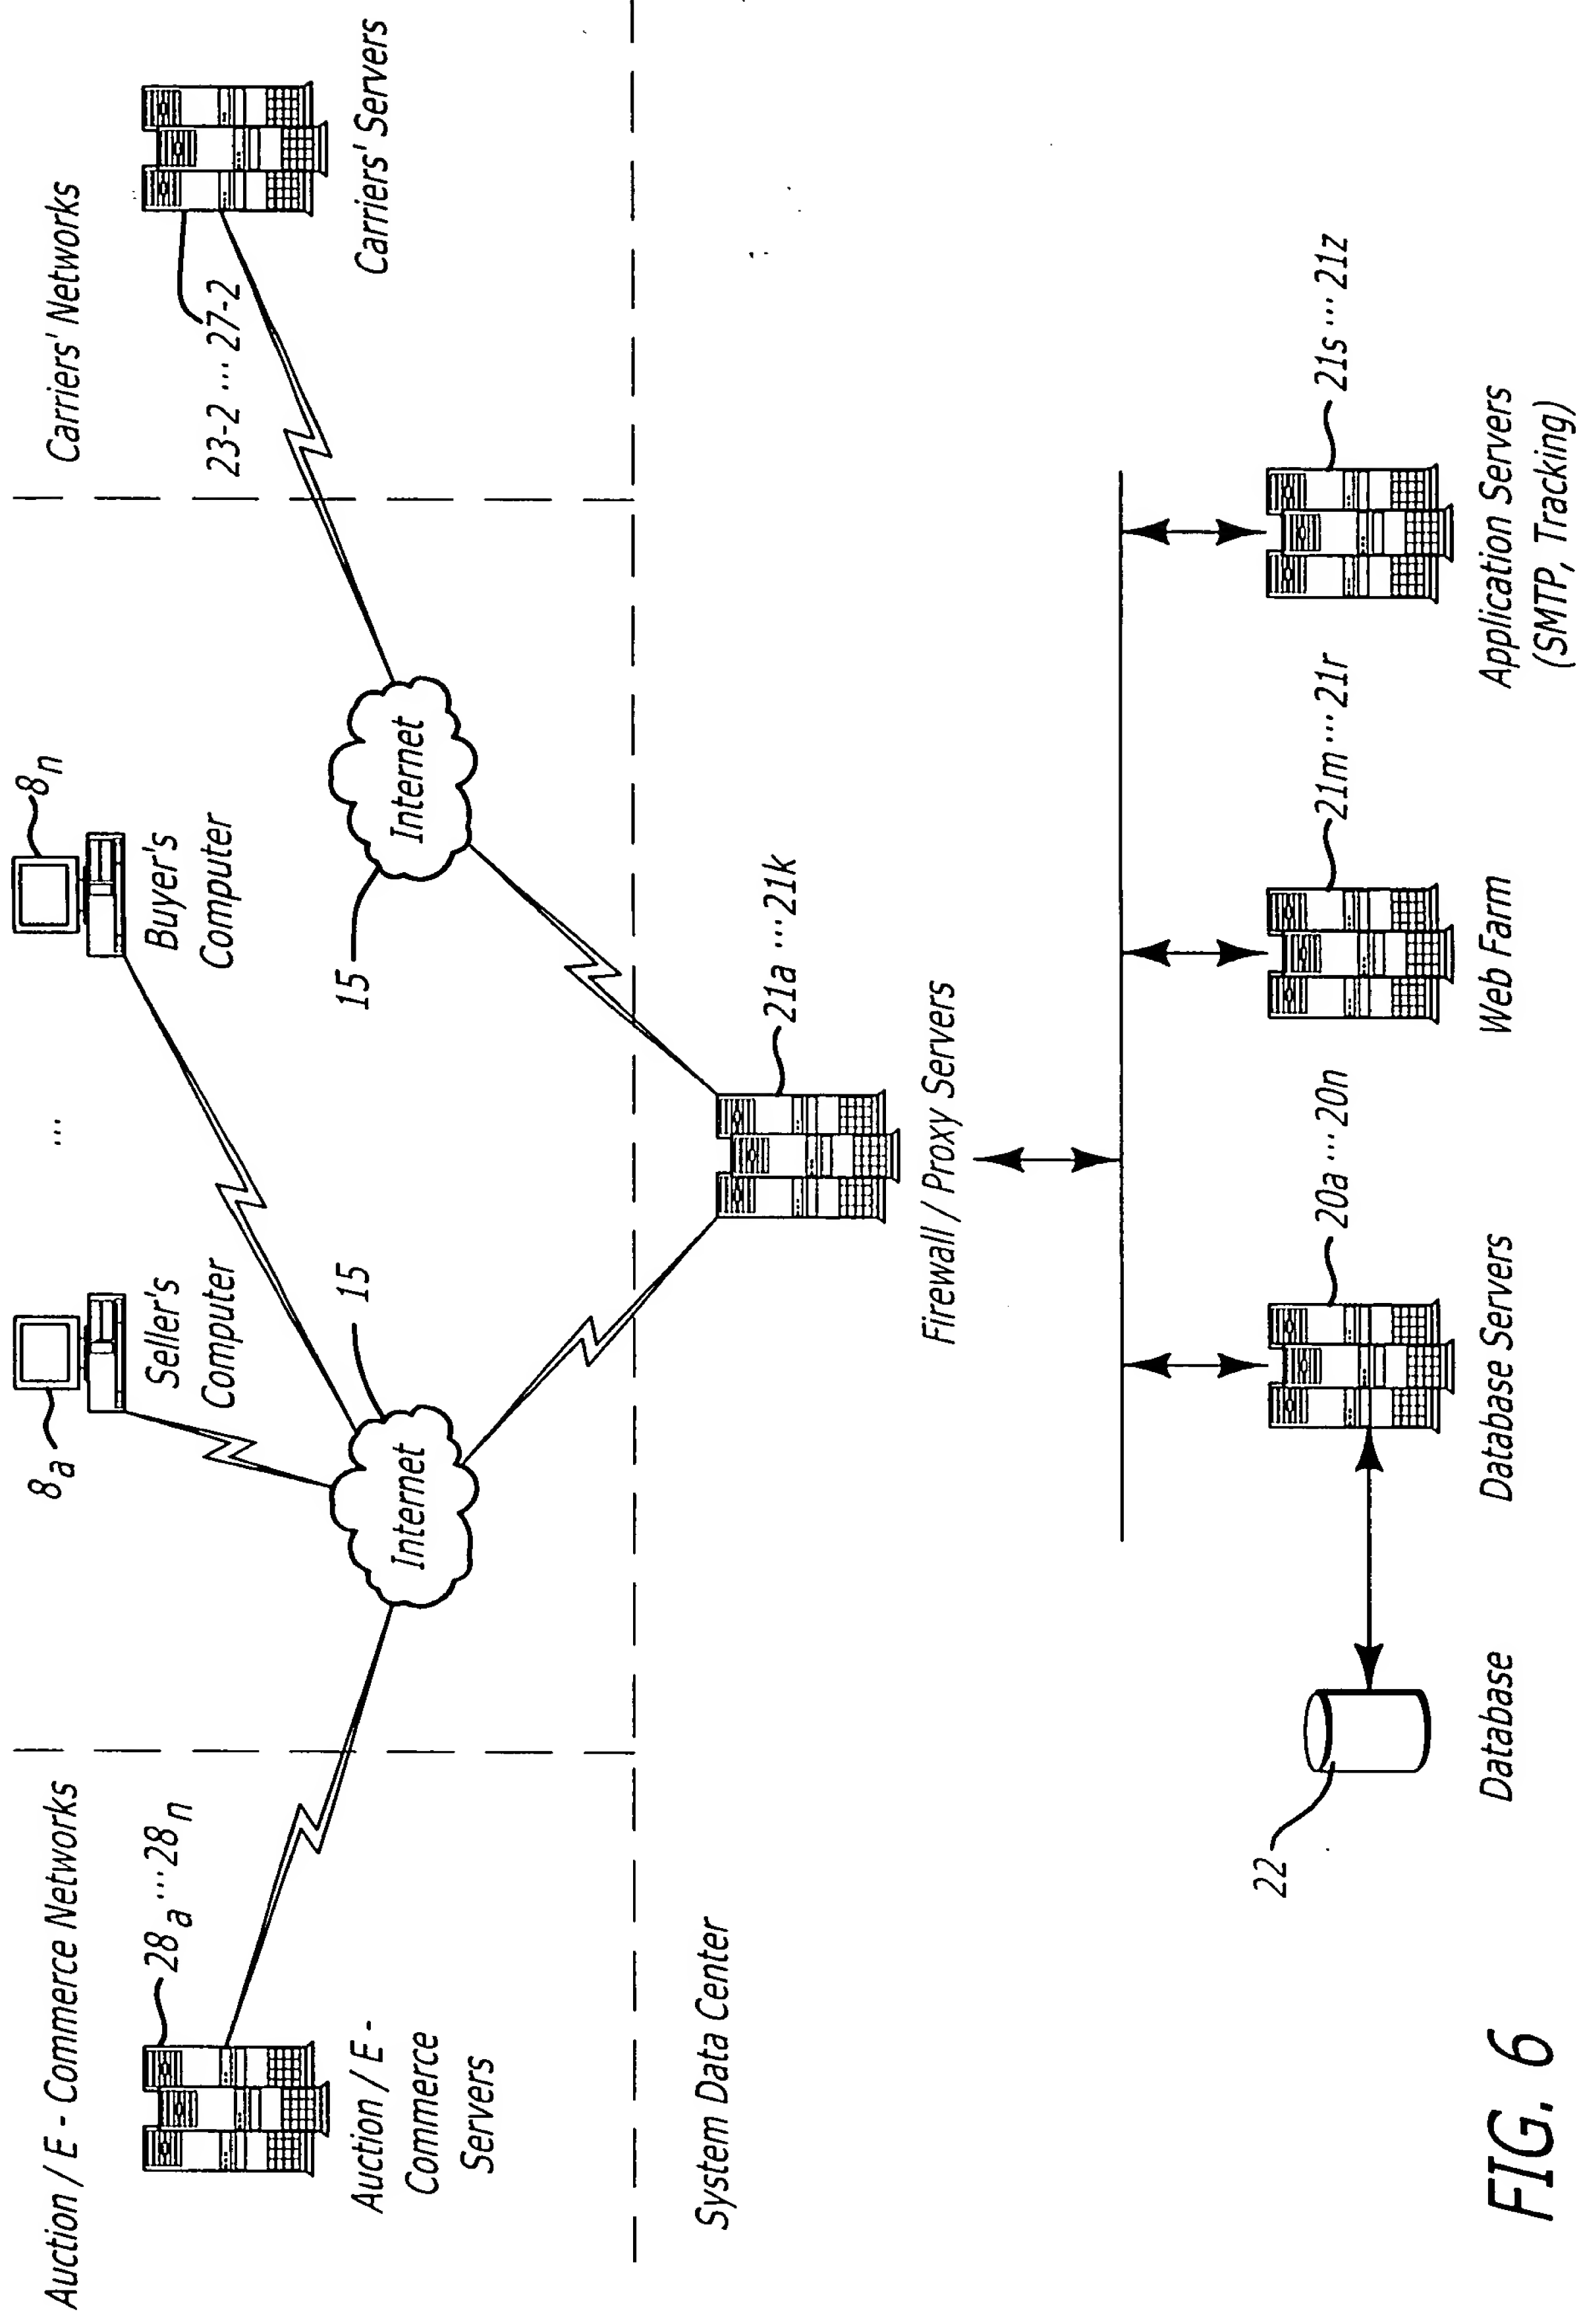 Auction / E - Commerce Networks
Carriers' Networks
8a
...
8n
28a ... 28n
Seller's
Computer
Buyer's
Computer
23-2 ... 27-2
Auction / E -
Commerce
Servers
15
15
Carriers' Servers
Internet
Internet
System Data Center
21a ... 21k
Firewall / Proxy Servers
22
20a ... 20n
21m ... 21r
21s ... 21z
Database
Database Servers
Web Farm
Application Servers
(SMTP, Tracking)
FIG. 6